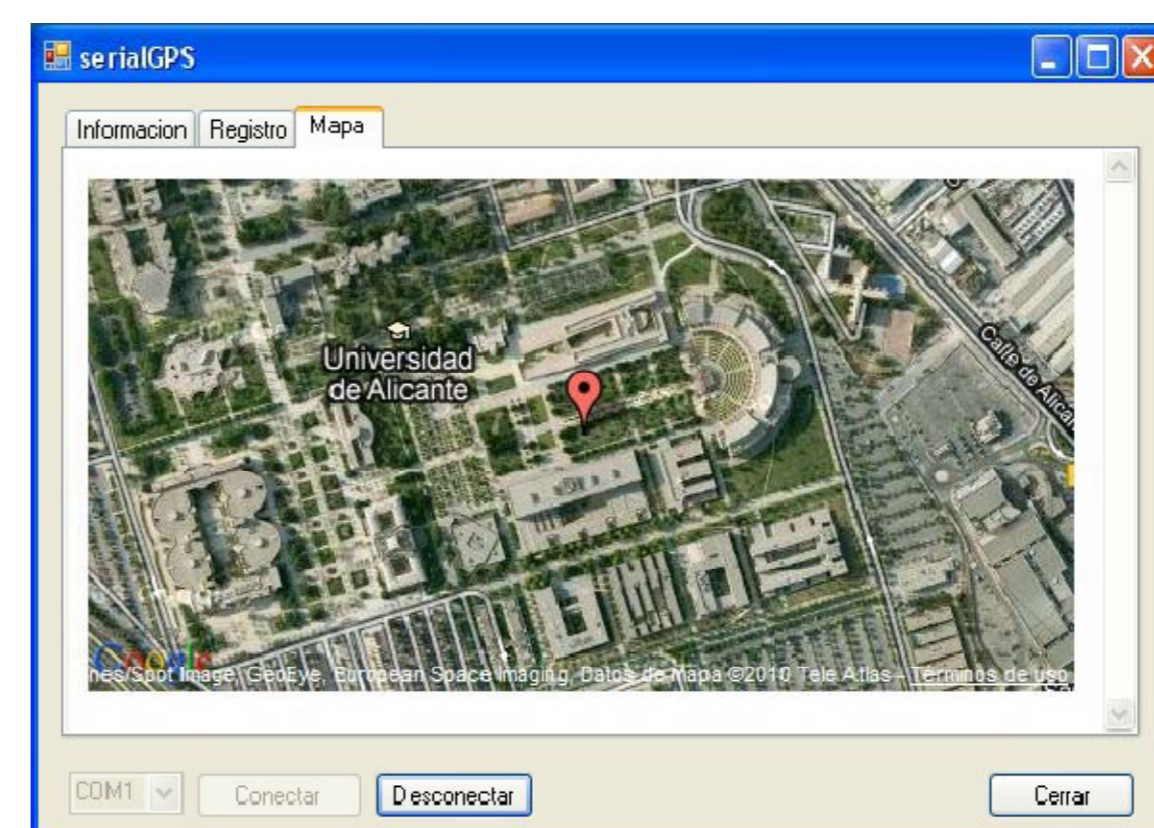 serialGPS
Informacion Registro Mapa
Universidad
de Alicante
Calle de Alican
Google
nes/Spot Image, GeoEye, European Space Imaging, Datos de Mapa ©2010 Tele Atlas - Términos de uso
COM1 Conectar Desconectar Cerrar